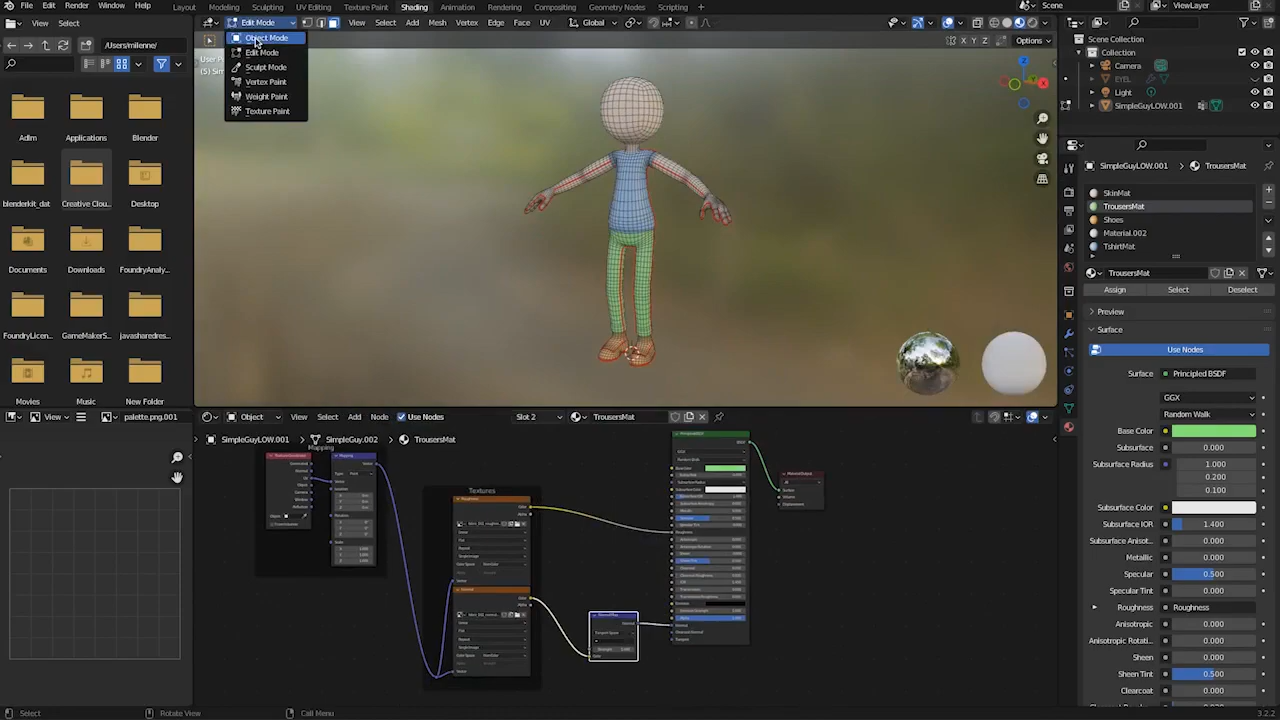 File Edit Render Window Help
Layout Modeling Sculpting UV Editing Texture Paint Shading Animation Rendering Compositing Geometry Nodes Scripting
Scene
ViewLayer
View Select
Edit Mode
View Select Add Mesh Vertex Edge Face UV
Global
Options
X Y Z
Object Mode
Edit Mode
Sculpt Mode
Vertex Paint
Weight Paint
Texture Paint
/Users/milenne/
Adlm Applications Blender
blenderkit_dat Creative Clou... Desktop
Documents Downloads FoundryAnaly...
FoundryLicen... GameMakerS... javasharedres...
Movies Music New Folder
Scene Collection
Collection
Camera
EYEL
Light
SimpleGuyLOW.001
SimpleGuyLOW.001 TrousersMat
SkinMat
TrousersMat
Shoes
Material.002
TshirtMat
TrousersMat
Assign Select Deselect
Preview
Surface
Use Nodes
Surface Principled BSDF
GGX
Random Walk
Base Color
Subsurface 0.000
Subsurface Radius 1.000
0.200
0.100
Subsurface Color
Subsurface IOR 1.400
Subsurface Anisot... 0.000
Metallic 0.000
Specular 0.500
Specular Tint 0.000
Roughness Roughness
Anisotropic 0.000
Anisotropic Rotati... 0.000
Sheen 0.000
Sheen Tint 0.500
Clearcoat 0.000
View palette.png.001
Object View Select Add Node Use Nodes Slot 2 TrousersMat
SimpleGuyLOW.001 SimpleGuy.002 TrousersMat
Mapping
Textures
Select Rotate View Call Menu 3.2.2